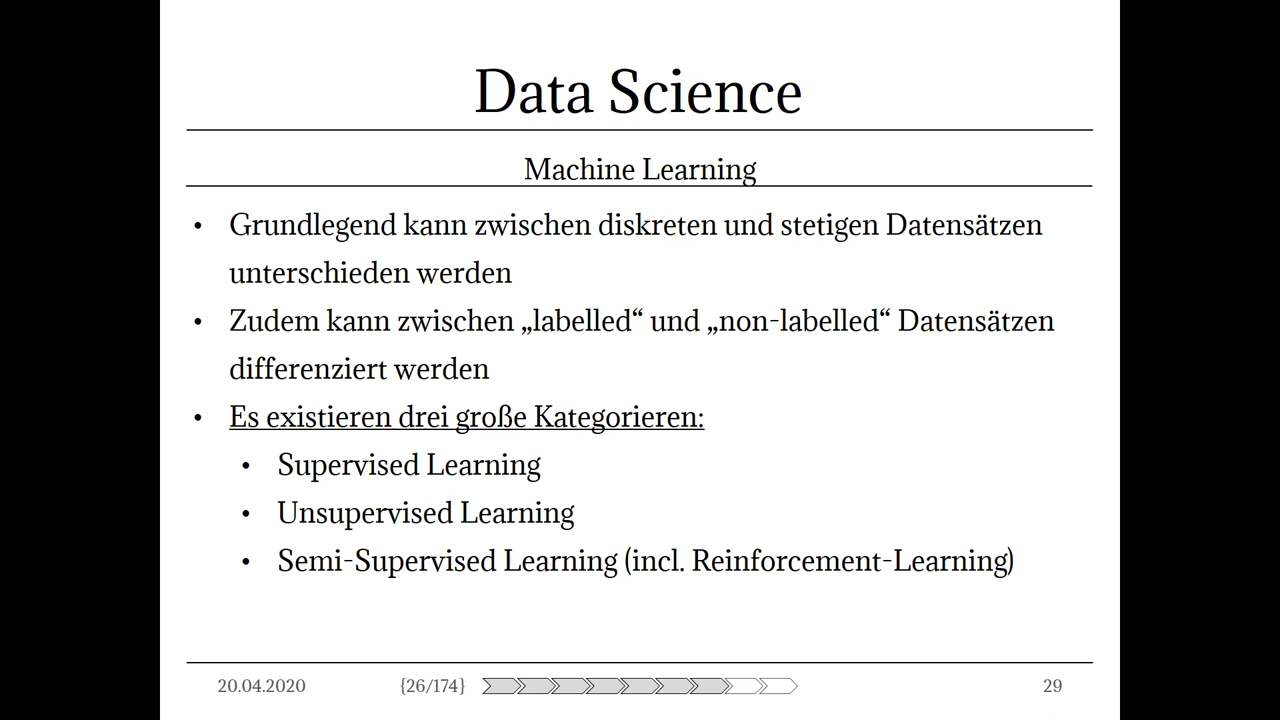 Data Science
Machine Learning
• Grundlegend kann zwischen diskreten und stetigen Datensätzen
unterschieden werden
• Zudem kann zwischen „labelled“ und „non-labelled“ Datensätzen
differenziert werden
• Es existieren drei große Kategorieren:
• Supervised Learning
• Unsupervised Learning
• Semi-Supervised Learning (incl. Reinforcement-Learning)
20.04.2020 {26/174} 29